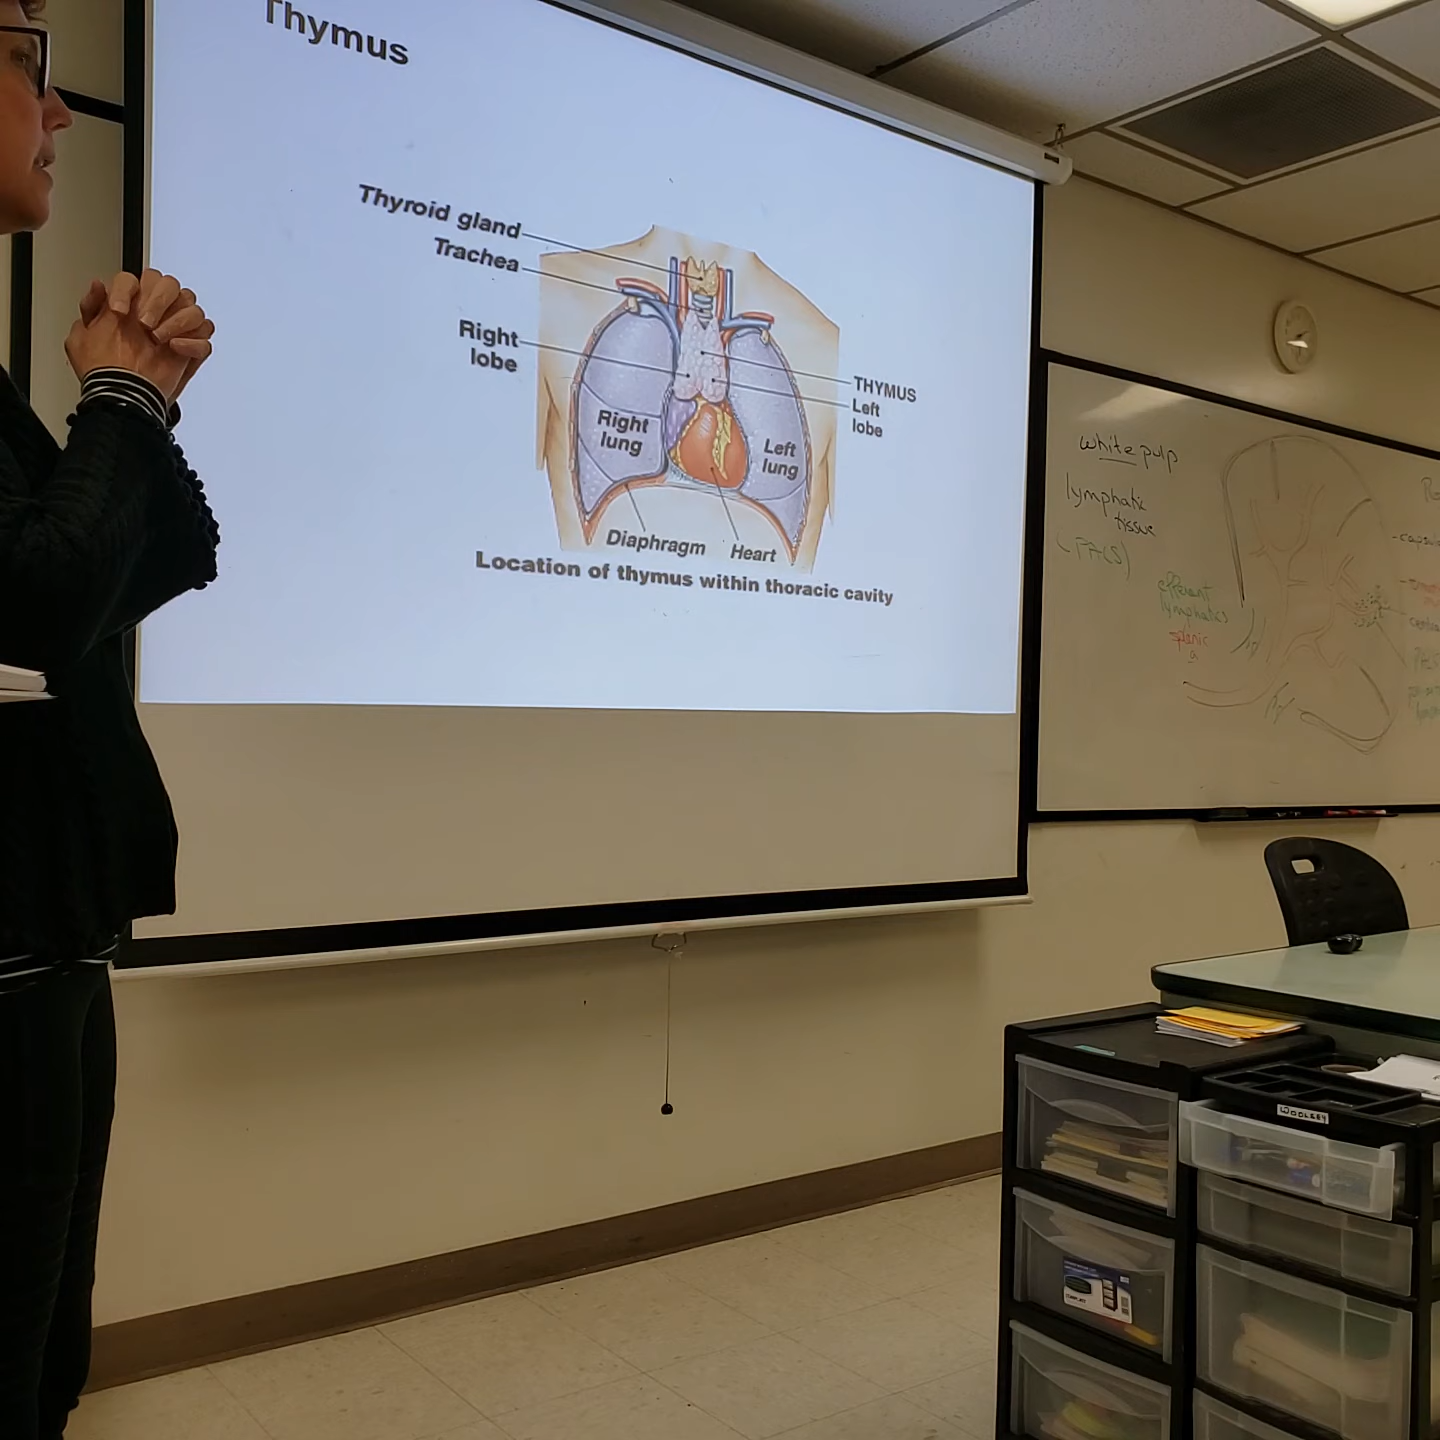 Thymus
Thyroid gland
Trachea
Right
lobe
THYMUS
Left
lobe
Right
lung
Left
lung
Diaphragm
Heart
Location of thymus within thoracic cavity
white pulp
lymphatic
tissue
efferent
lymphatics
splenic
a
WOOLSEY